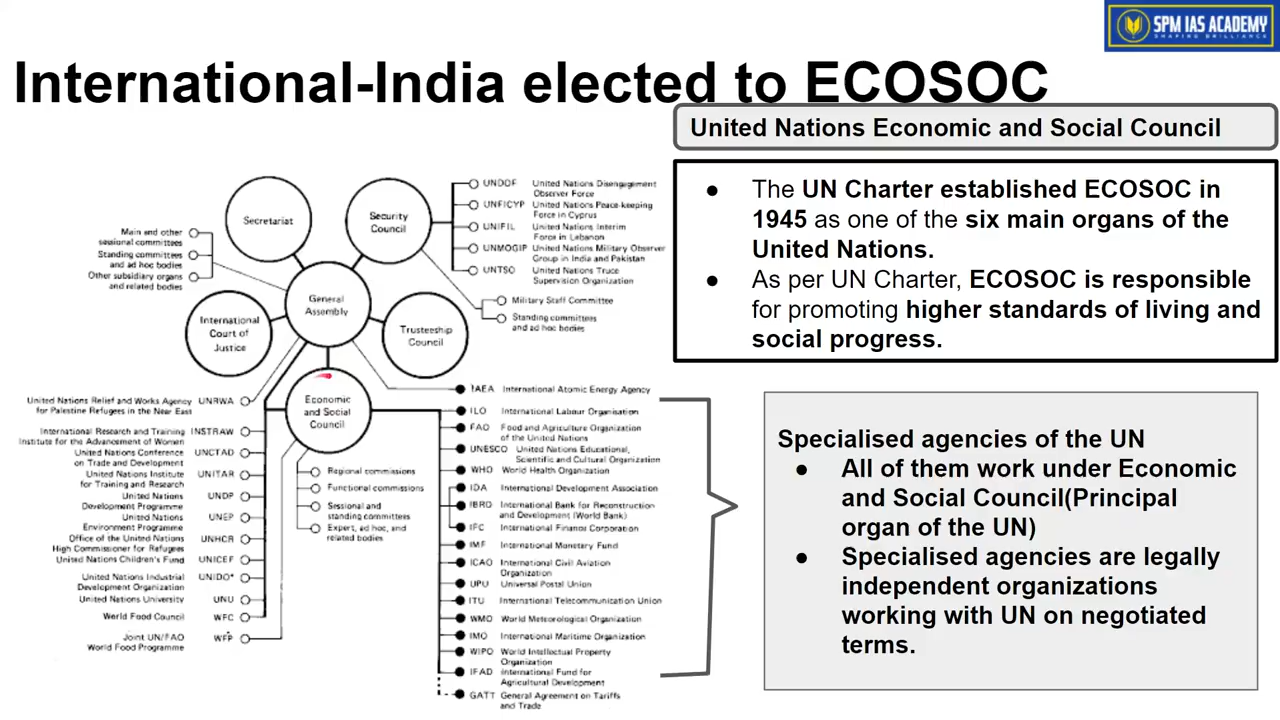 SPM IAS ACADEMY
SHAPING BRILLIANCE
International-India elected to ECOSOC
United Nations Economic and Social Council
● The UN Charter established ECOSOC in
1945 as one of the six main organs of the
United Nations.
● As per UN Charter, ECOSOC is responsible
for promoting higher standards of living and
social progress.
Secretariat
Security
Council
General
Assembly
International
Court of
Justice
Trusteeship
Council
Economic
and Social
Council
Main and other
sessional committees
Standing committees
and ad hoc bodies
Other subsidiary organs
and related bodies
UNDOF United Nations Disengagement
Observer Force
UNFICYP United Nations Peace-keeping
Force in Cyprus
UNIFIL United Nations Interim
Force in Lebanon
UNMOGIP United Nations Military Observer
Group in India and Pakistan
UNTSO United Nations Truce
Supervision Organization
Military Staff Committee
Standing committees
and ad hoc bodies
United Nations Relief and Works Agency UNRWA
for Palestine Refugees in the Near East
International Research and Training INSTRAW
Institute for the Advancement of Women
United Nations Conference UNCTAD
on Trade and Development
United Nations Institute UNITAR
for Training and Research
United Nations UNDP
Development Programme
United Nations UNEP
Environment Programme
Office of the United Nations UNHCR
High Commissioner for Refugees
United Nations Children's Fund UNICEF
United Nations Industrial UNIDO*
Development Organization
United Nations University UNU
World Food Council WFC
Joint UN/FAO WFP
World Food Programme
Regional commissions
Functional commissions
Sessional and
standing committees
Expert, ad hoc, and
related bodies
IAEA International Atomic Energy Agency
ILO International Labour Organisation
FAO Food and Agriculture Organization
of the United Nations
UNESCO United Nations Educational,
Scientific and Cultural Organization
WHO World Health Organization
IDA International Development Association
IBRD International Bank for Reconstruction
and Development (World Bank)
IFC International Finance Corporation
IMF International Monetary Fund
ICAO International Civil Aviation
Organization
UPU Universal Postal Union
ITU International Telecommunication Union
WMO World Meteorological Organization
IMO International Maritime Organization
WIPO World Intellectual Property
Organization
IFAD International Fund for
Agricultural Development
GATT General Agreement on Tariffs
and Trade
Specialised agencies of the UN
● All of them work under Economic
and Social Council(Principal
organ of the UN)
● Specialised agencies are legally
independent organizations
working with UN on negotiated
terms.